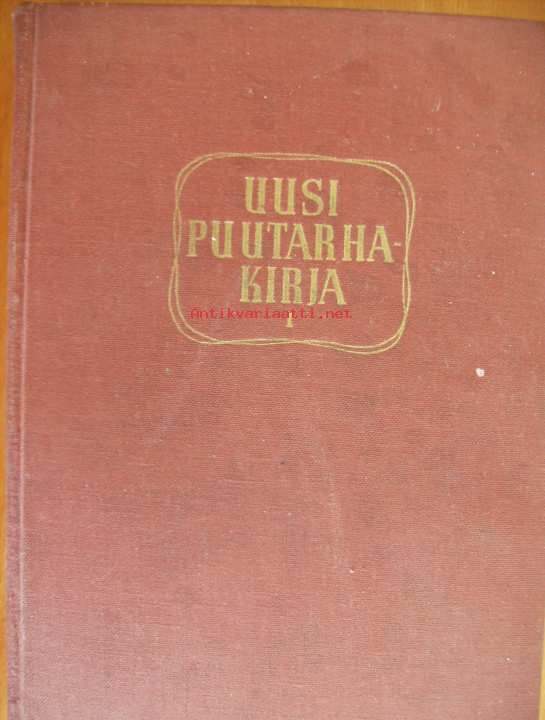 UUSI
PUUTARHA-
KIRJA
Antikvariaatti.net
I